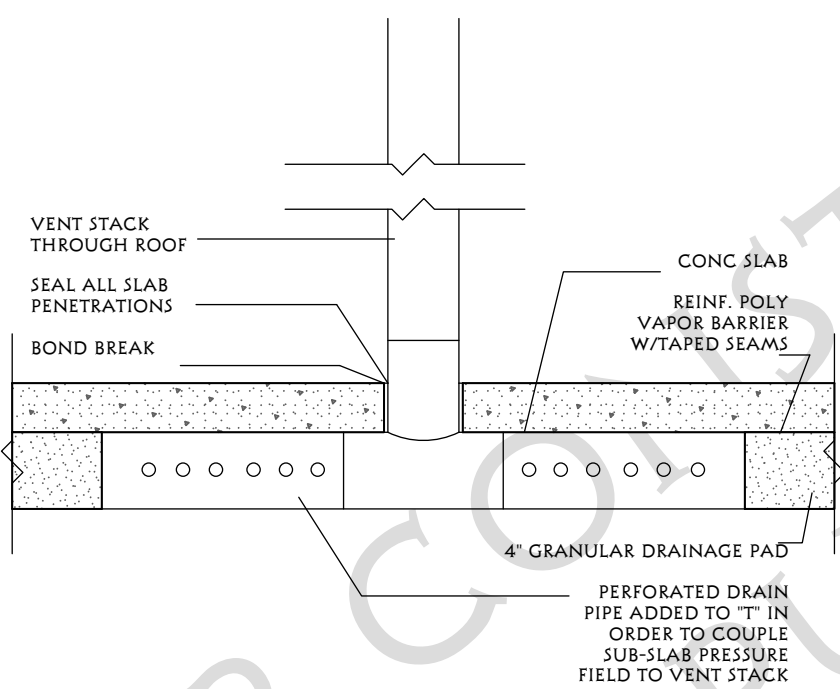 VENT STACK
THROUGH ROOF
SEAL ALL SLAB
PENETRATIONS
BOND BREAK
CONC SLAB
REINF. POLY
VAPOR BARRIER
W/TAPED SEAMS
4" GRANULAR DRAINAGE PAD
PERFORATED DRAIN
PIPE ADDED TO "T" IN
ORDER TO COUPLE
SUB-SLAB PRESSURE
FIELD TO VENT STACK